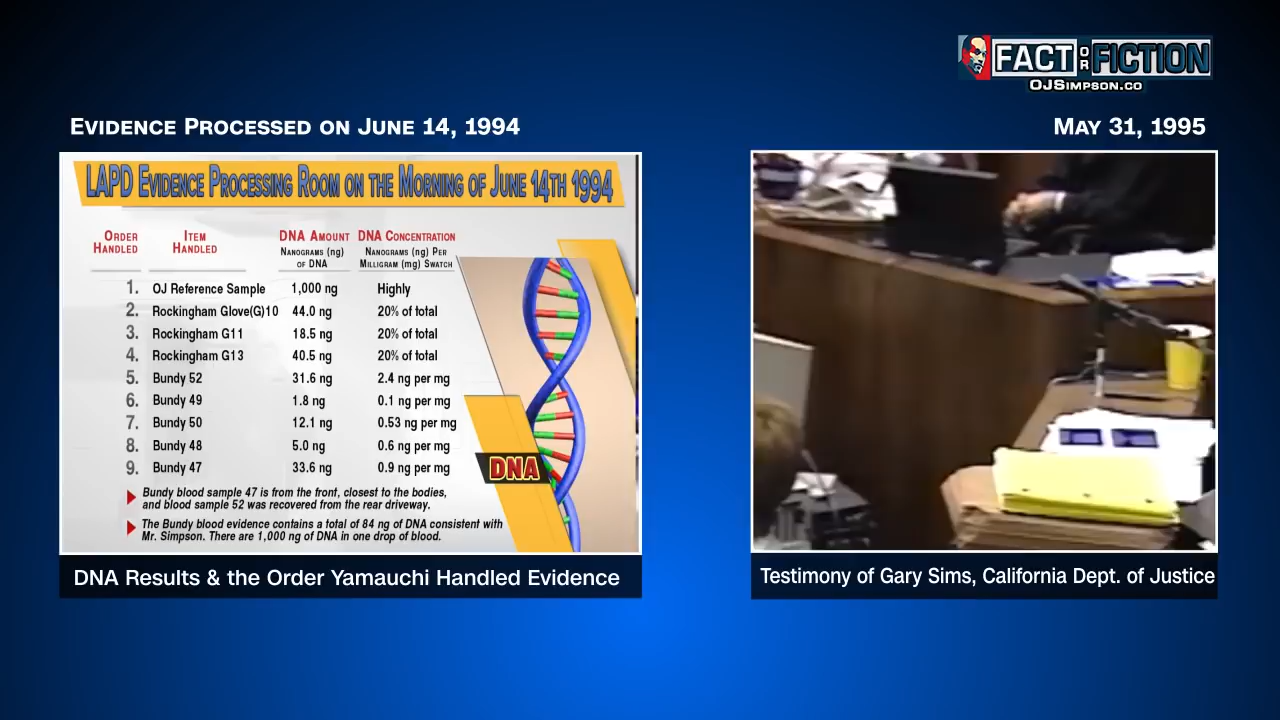 FACT OR FICTION
OJSIMPSON.CO
EVIDENCE PROCESSED ON JUNE 14, 1994
MAY 31, 1995
LAPD EVIDENCE PROCESSING ROOM ON THE MORNING OF JUNE 14TH 1994
ORDER HANDLED ITEM HANDLED DNA AMOUNT DNA CONCENTRATION
NANOGRAMS (NG) OF DNA NANOGRAMS (NG) PER MILLIGRAM (MG) SWATCH
1. OJ Reference Sample 1,000 ng Highly
2. Rockingham Glove(G)10 44.0 ng 20% of total
3. Rockingham G11 18.5 ng 20% of total
4. Rockingham G13 40.5 ng 20% of total
5. Bundy 52 31.6 ng 2.4 ng per mg
6. Bundy 49 1.8 ng 0.1 ng per mg
7. Bundy 50 12.1 ng 0.53 ng per mg
8. Bundy 48 5.0 ng 0.6 ng per mg
9. Bundy 47 33.6 ng 0.9 ng per mg
DNA
Bundy blood sample 47 is from the front, closest to the bodies,
and blood sample 52 was recovered from the rear driveway.
The Bundy blood evidence contains a total of 84 ng of DNA consistent with
Mr. Simpson. There are 1,000 ng of DNA in one drop of blood.
DNA Results & the Order Yamauchi Handled Evidence
Testimony of Gary Sims, California Dept. of Justice